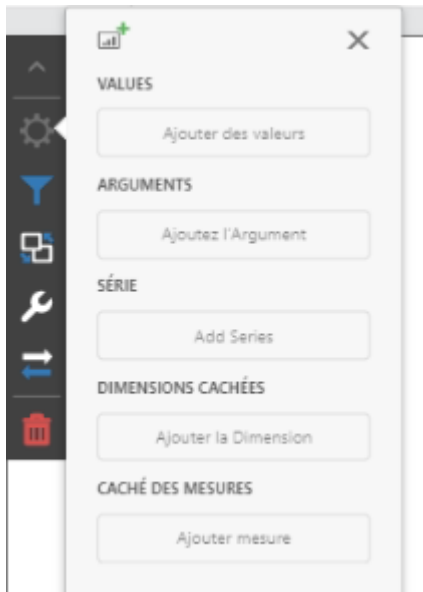 VALUES
Ajouter des valeurs
ARGUMENTS
Ajoutez l'Argument
SÉRIE
Add Series
DIMENSIONS CACHÉES
Ajouter la Dimension
CACHÉ DES MESURES
Ajouter mesure